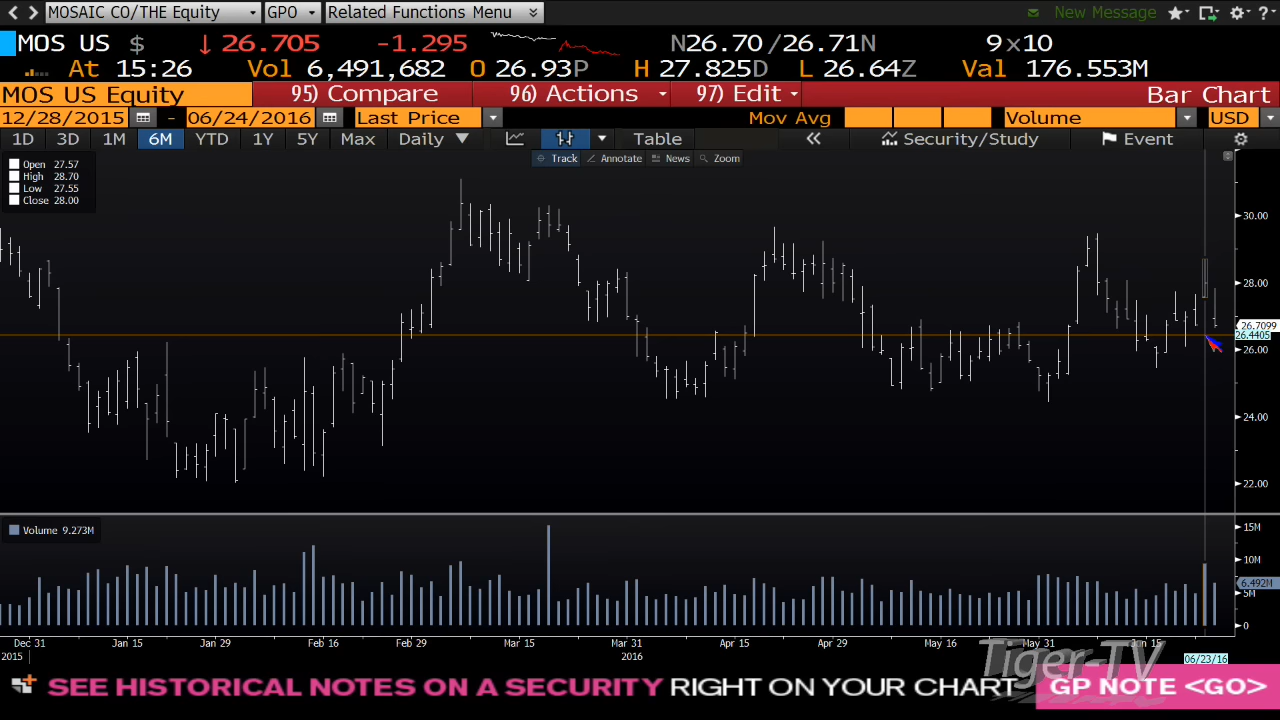 MOSAIC CO/THE Equity GPO Related Functions Menu New Message
MOS US $ ↓ 26.705 -1.295 N26.70 /26.71N 9x10
At 15:26 Vol 6,491,682 O 26.93P H 27.825D L 26.64Z Val 176.553M
MOS US Equity 95) Compare 96) Actions 97) Edit Bar Chart
12/28/2015 - 06/24/2016 Last Price Mov Avg Volume USD
1D 3D 1M 6M YTD 1Y 5Y Max Daily ▼ Table « Security/Study Event
Track Annotate News Zoom
Open 27.57
High 28.70
Low 27.55
Close 28.00
30.00
28.00
26.7099
26.4405
26.00
24.00
22.00
Volume 9.273M
15M
10M
6.492M
5M
0
Dec 31 Jan 15 Jan 29 Feb 16 Feb 29 Mar 15 Mar 31 Apr 15 Apr 29 May 16 May 31 Jun 15
2015 2016 06/23/16
Tiger-TV
SEE HISTORICAL NOTES ON A SECURITY RIGHT ON YOUR CHART GP NOTE <GO>